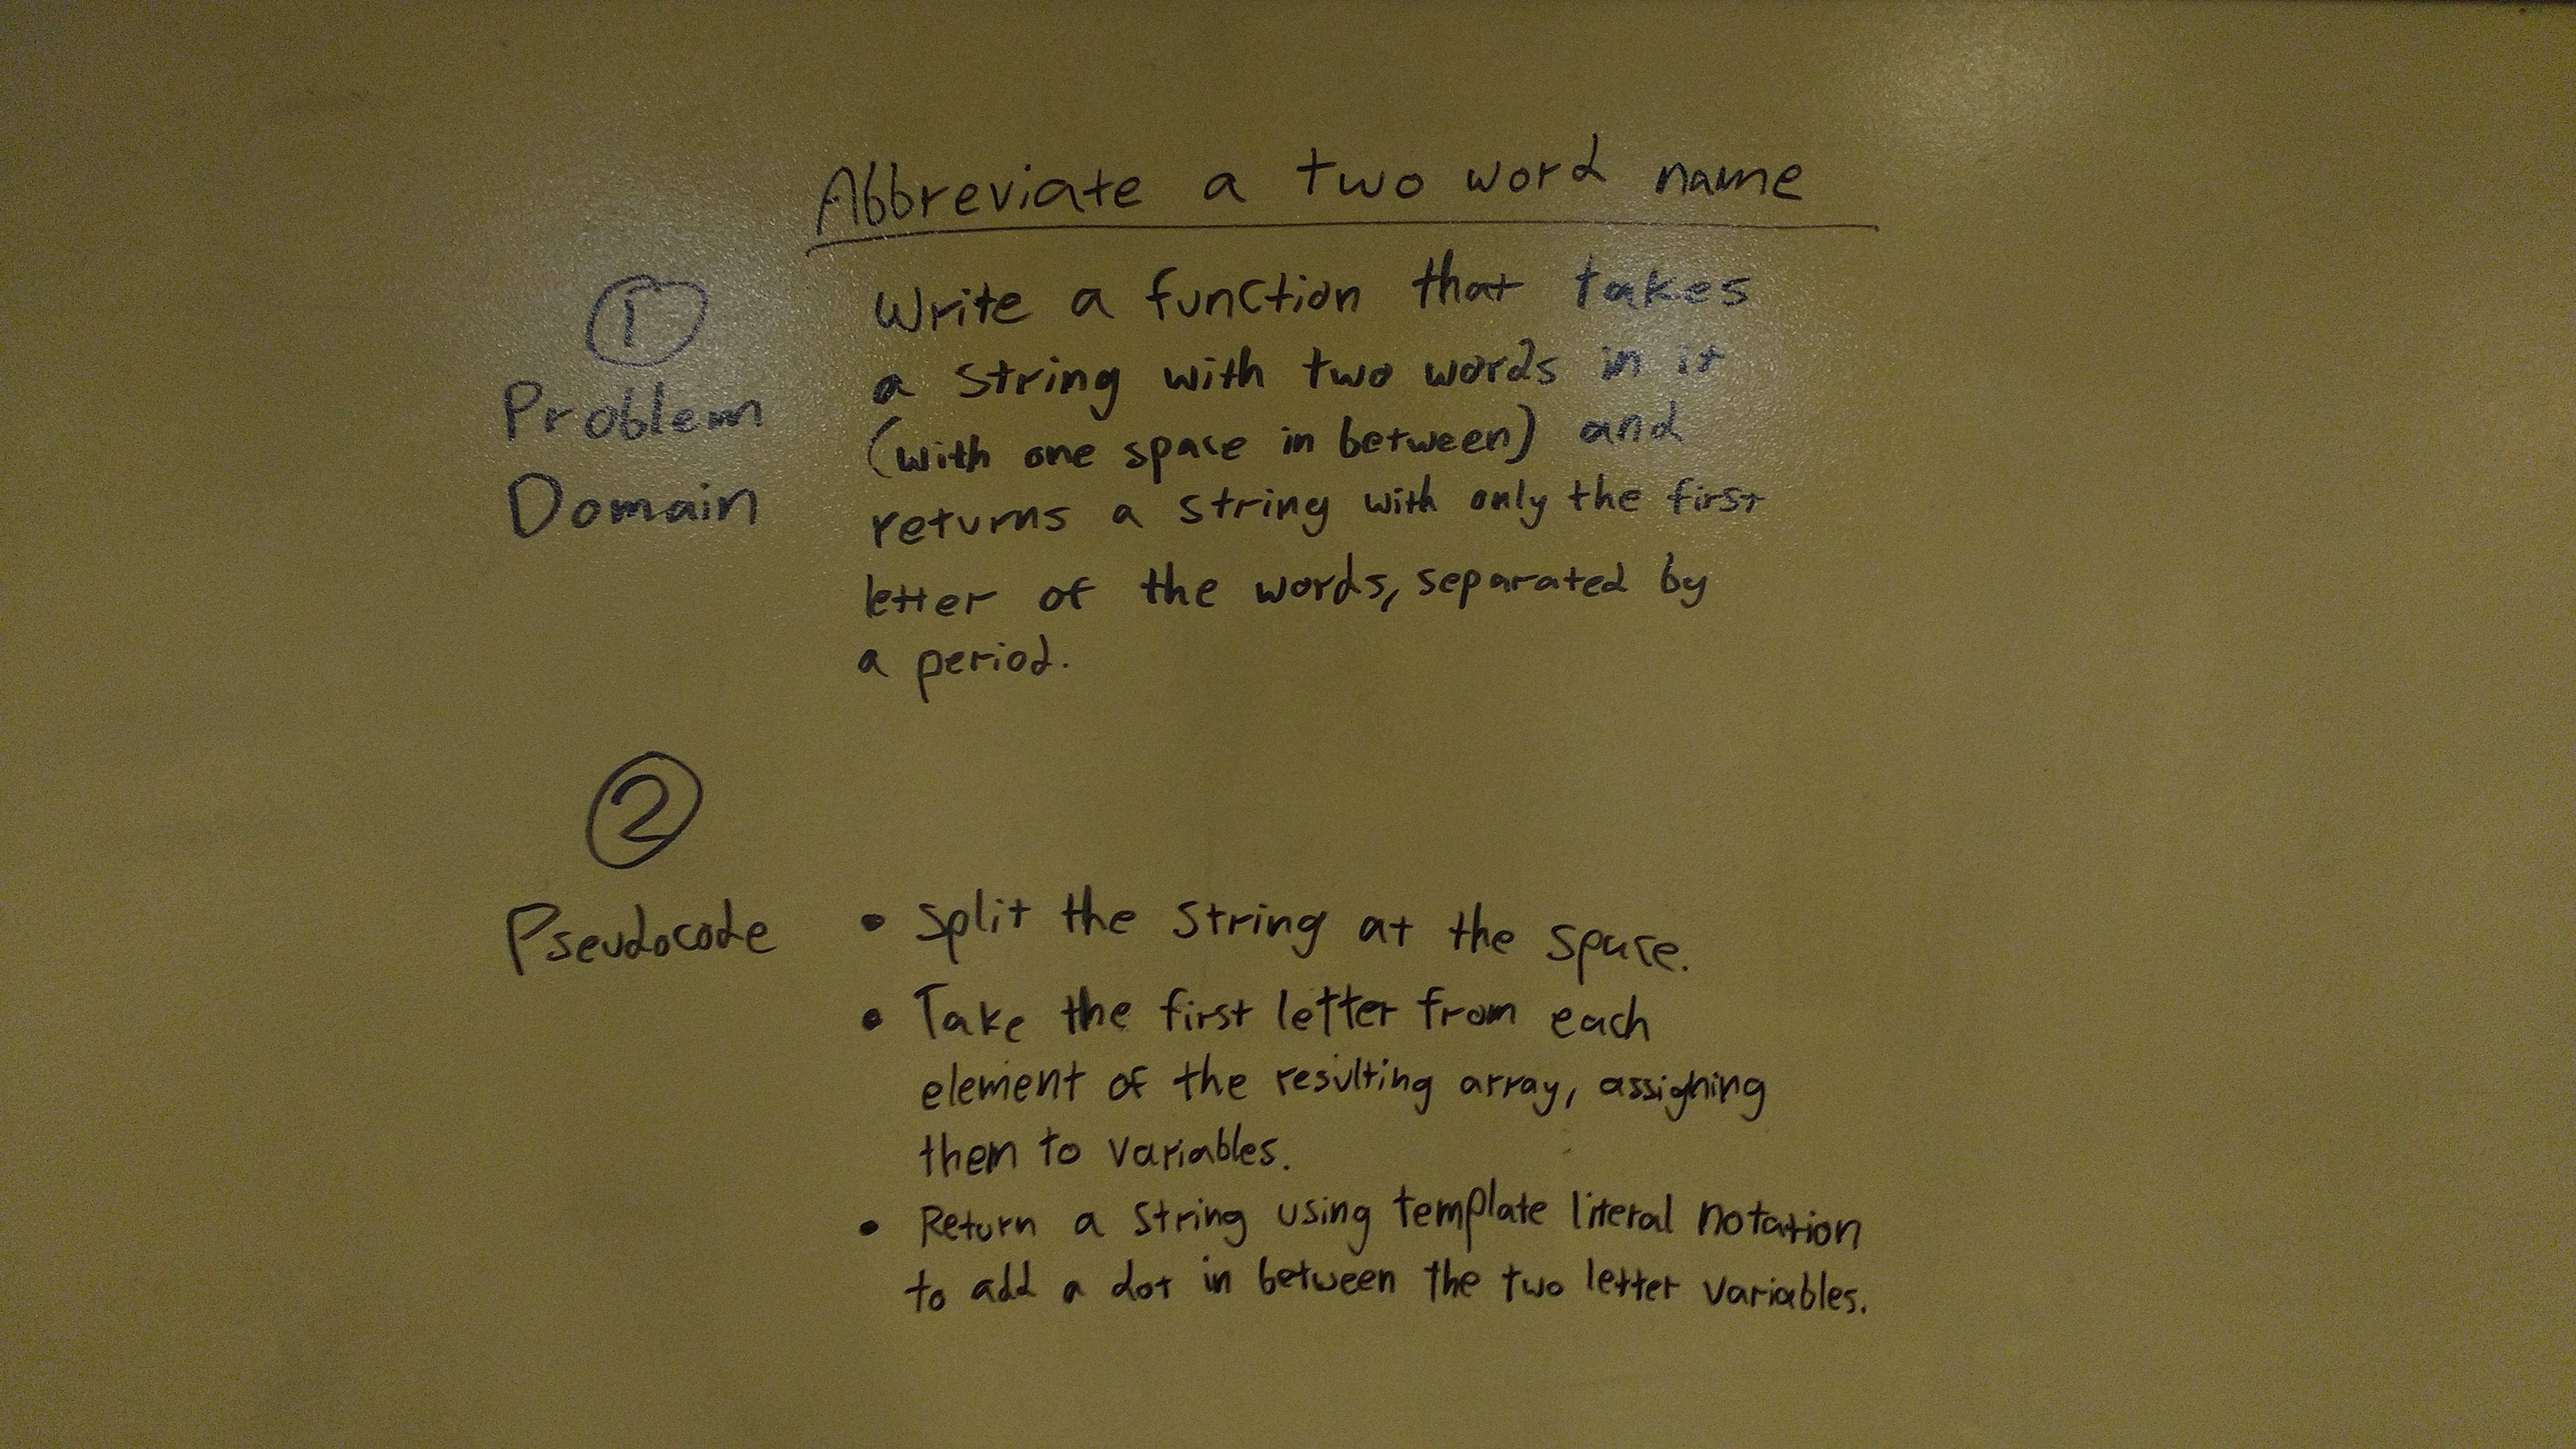 Abbreviate a two word name
①
Problem
Domain
Write a function that takes
a string with two words in it
(with one space in between) and
returns a string with only the first
letter of the words, separated by
a period.
②
Pseudocode
• Split the string at the space.
• Take the first letter from each
element of the resulting array, assigning
them to variables.
• Return a string using template literal notation
to add a dot in between the two letter variables.